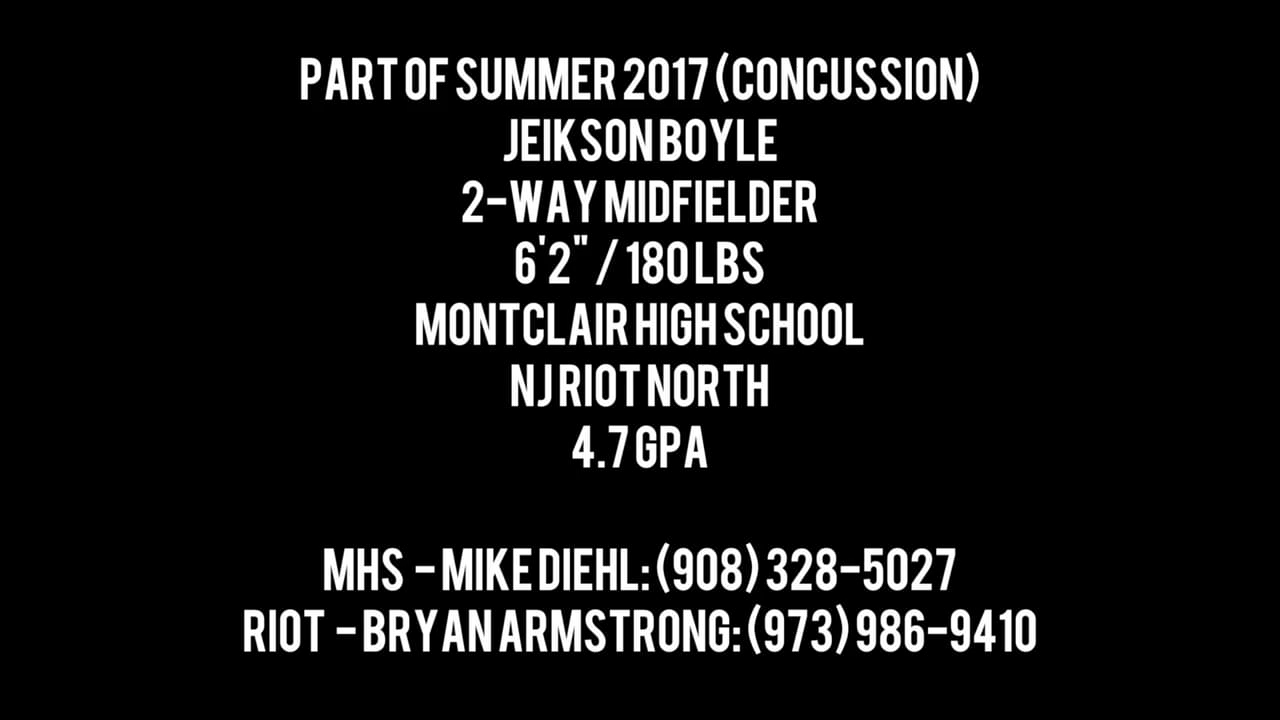 PART OF SUMMER 2017 (CONCUSSION)
JEIKSON BOYLE
2-WAY MIDFIELDER
6'2" / 180 LBS
MONTCLAIR HIGH SCHOOL
NJ RIOT NORTH
4.7 GPA
MHS - MIKE DIEHL: (908) 328-5027
RIOT - BRYAN ARMSTRONG: (973) 986-9410